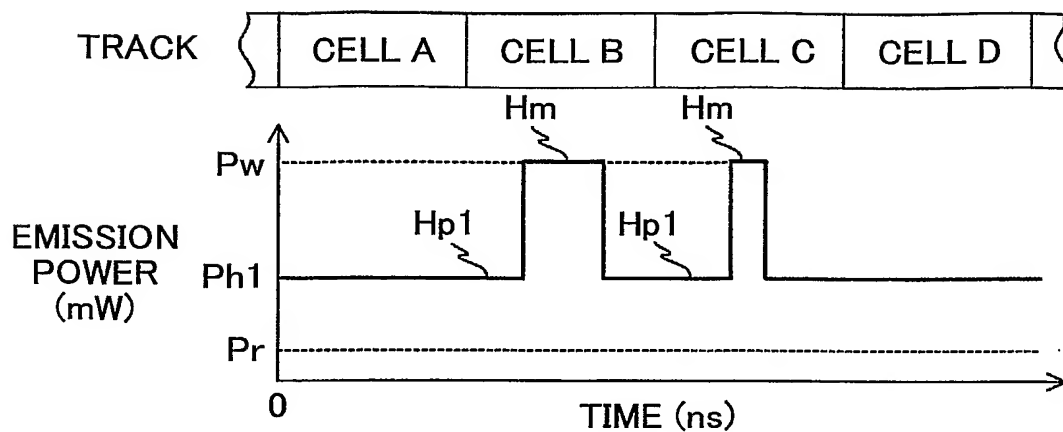 TRACK CELL A CELL B CELL C CELL D
Hm Hm
Pw
Hp1 Hp1
EMISSION
POWER
(mW)
Ph1
Pr
0
TIME (ns)